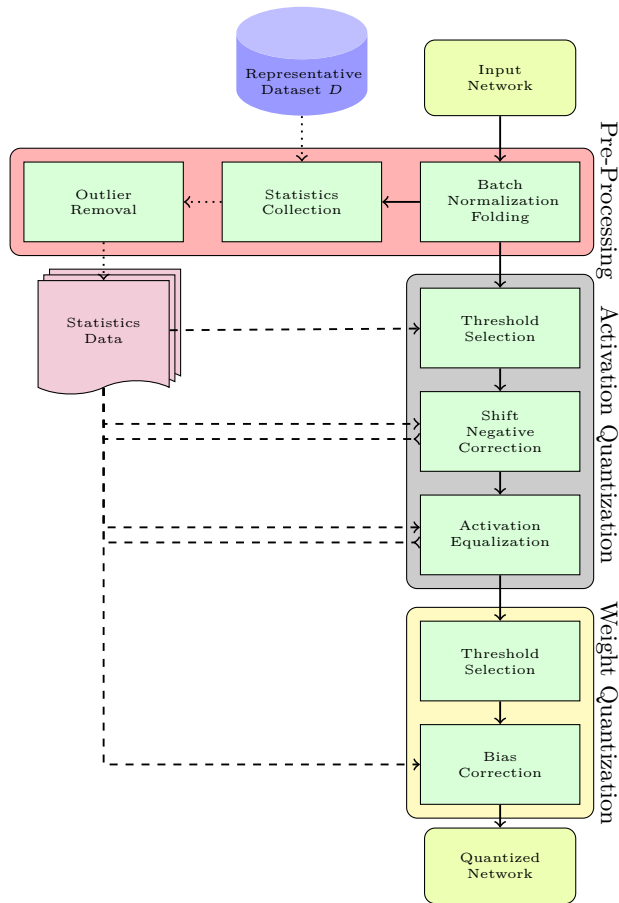 Representative
Dataset D
Input
Network
Pre-Processing
Outlier
Removal
Statistics
Collection
Batch
Normalization
Folding
Statistics
Data
Activation Quantization
Threshold
Selection
Shift
Negative
Correction
Activation
Equalization
Weight Quantization
Threshold
Selection
Bias
Correction
Quantized
Network